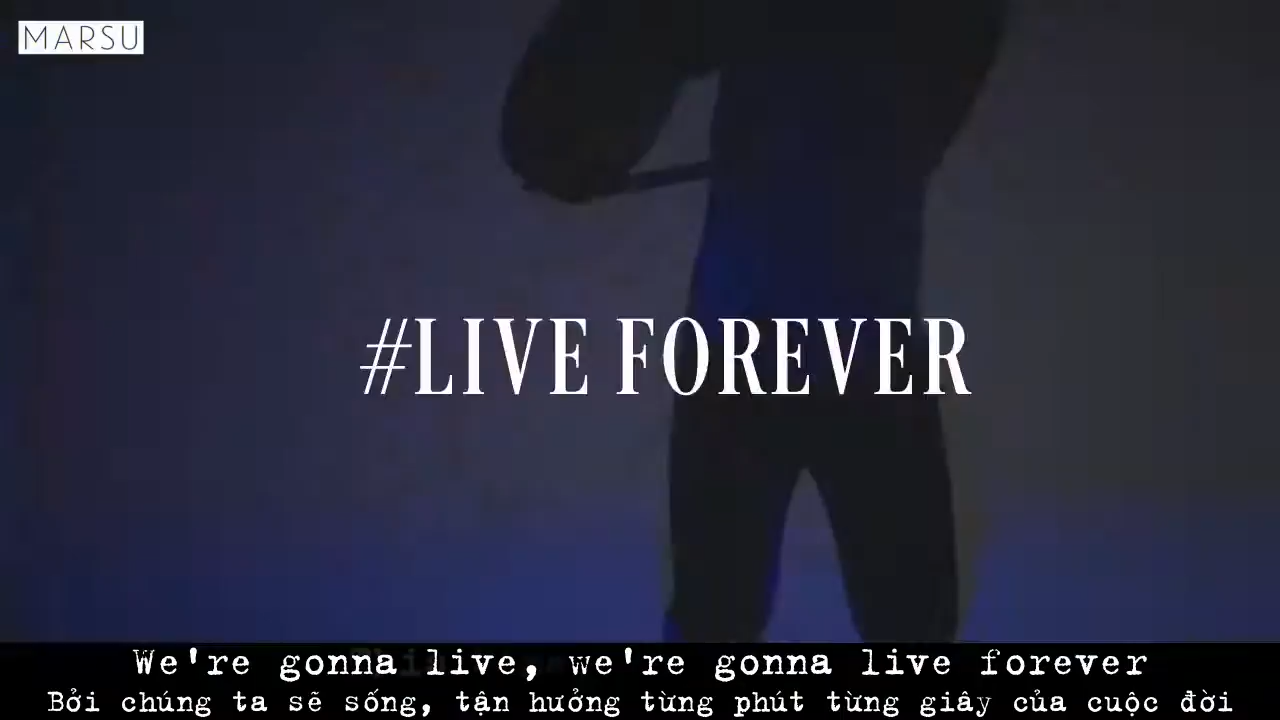 MARSU
#LIVE FOREVER
We're gonna live, we're gonna live forever
Bởi chúng ta sẽ sống, tận hưởng từng phút từng giây của cuộc đời